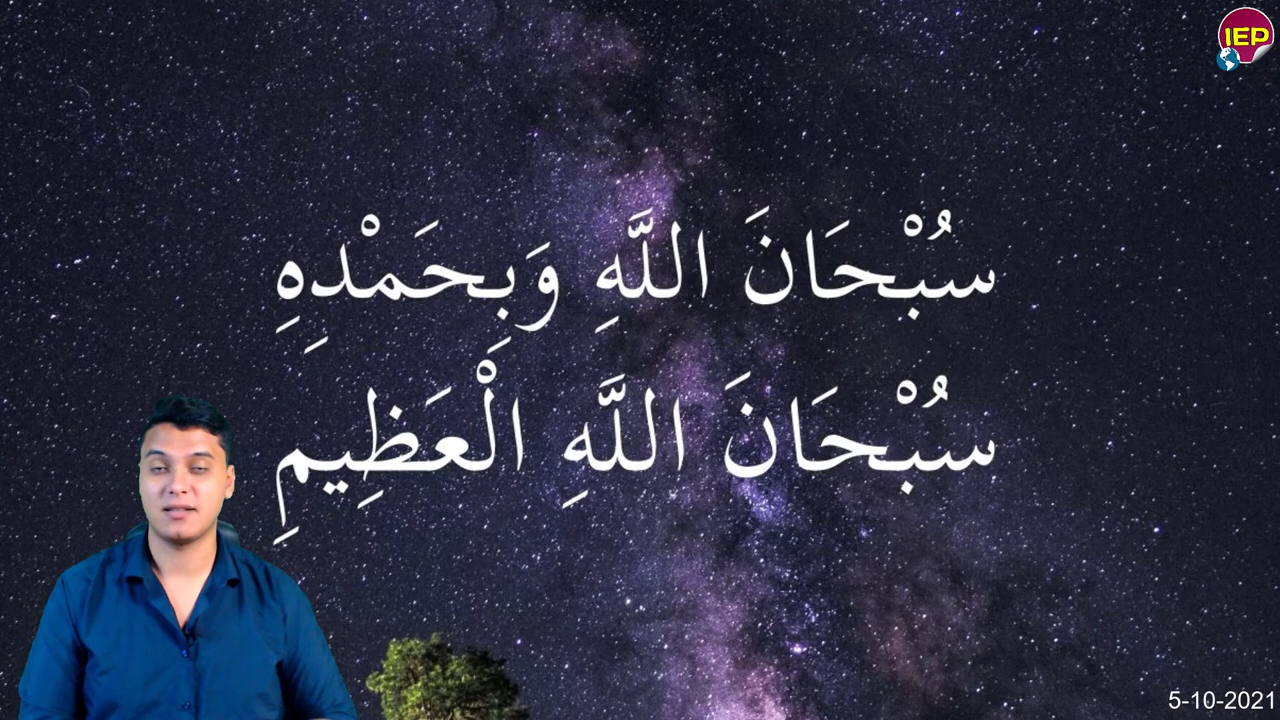 IEP
سُبْحَانَ اللَّهِ وَبِحَمْدِهِ
سُبْحَانَ اللَّهِ الْعَظِيمِ
5-10-2021